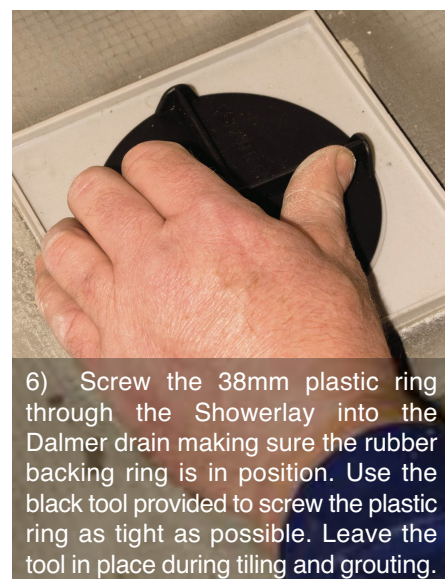 6) Screw the 38mm plastic ring
through the Showerlay into the
Dalmer drain making sure the rubber
backing ring is in position. Use the
black tool provided to screw the plastic
ring as tight as possible. Leave the
tool in place during tiling and grouting.